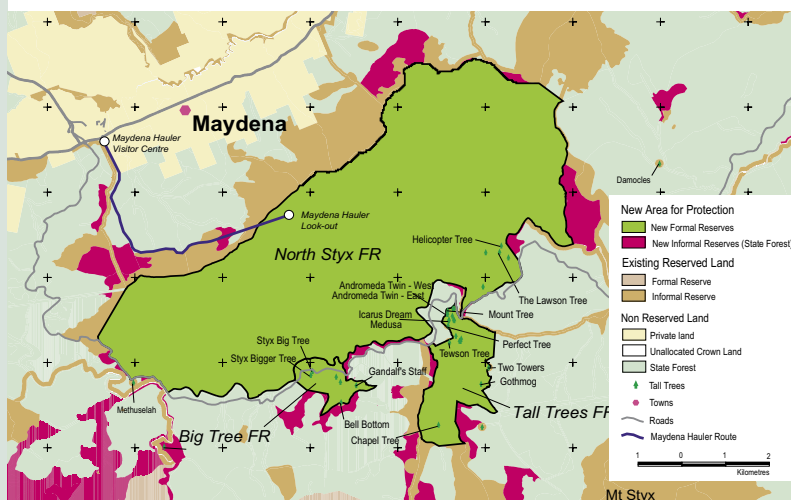 Maydena
Maydena Hauler
Visitor Centre
Damocles
Maydena Hauler
Look-out
North Styx FR
Helicopter Tree
The Lawson Tree
Andromeda Twin - West
Andromeda Twin - East
Icarus Dream
Medusa
Mount Tree
Perfect Tree
Tewson Tree
Styx Big Tree
Styx Bigger Tree
Gandalf's Staff
Two Towers
Gothmog
Methuselah
Big Tree FR
Bell Bottom
Chapel Tree
Tall Trees FR
Mt Styx
New Area for Protection
New Formal Reserves
New Informal Reserves (State Forest)
Existing Reserved Land
Formal Reserve
Informal Reserve
Non Reserved Land
Private land
Unallocated Crown Land
State Forest
Tall Trees
Towns
Roads
Maydena Hauler Route
1 0 1 2
Kilometres